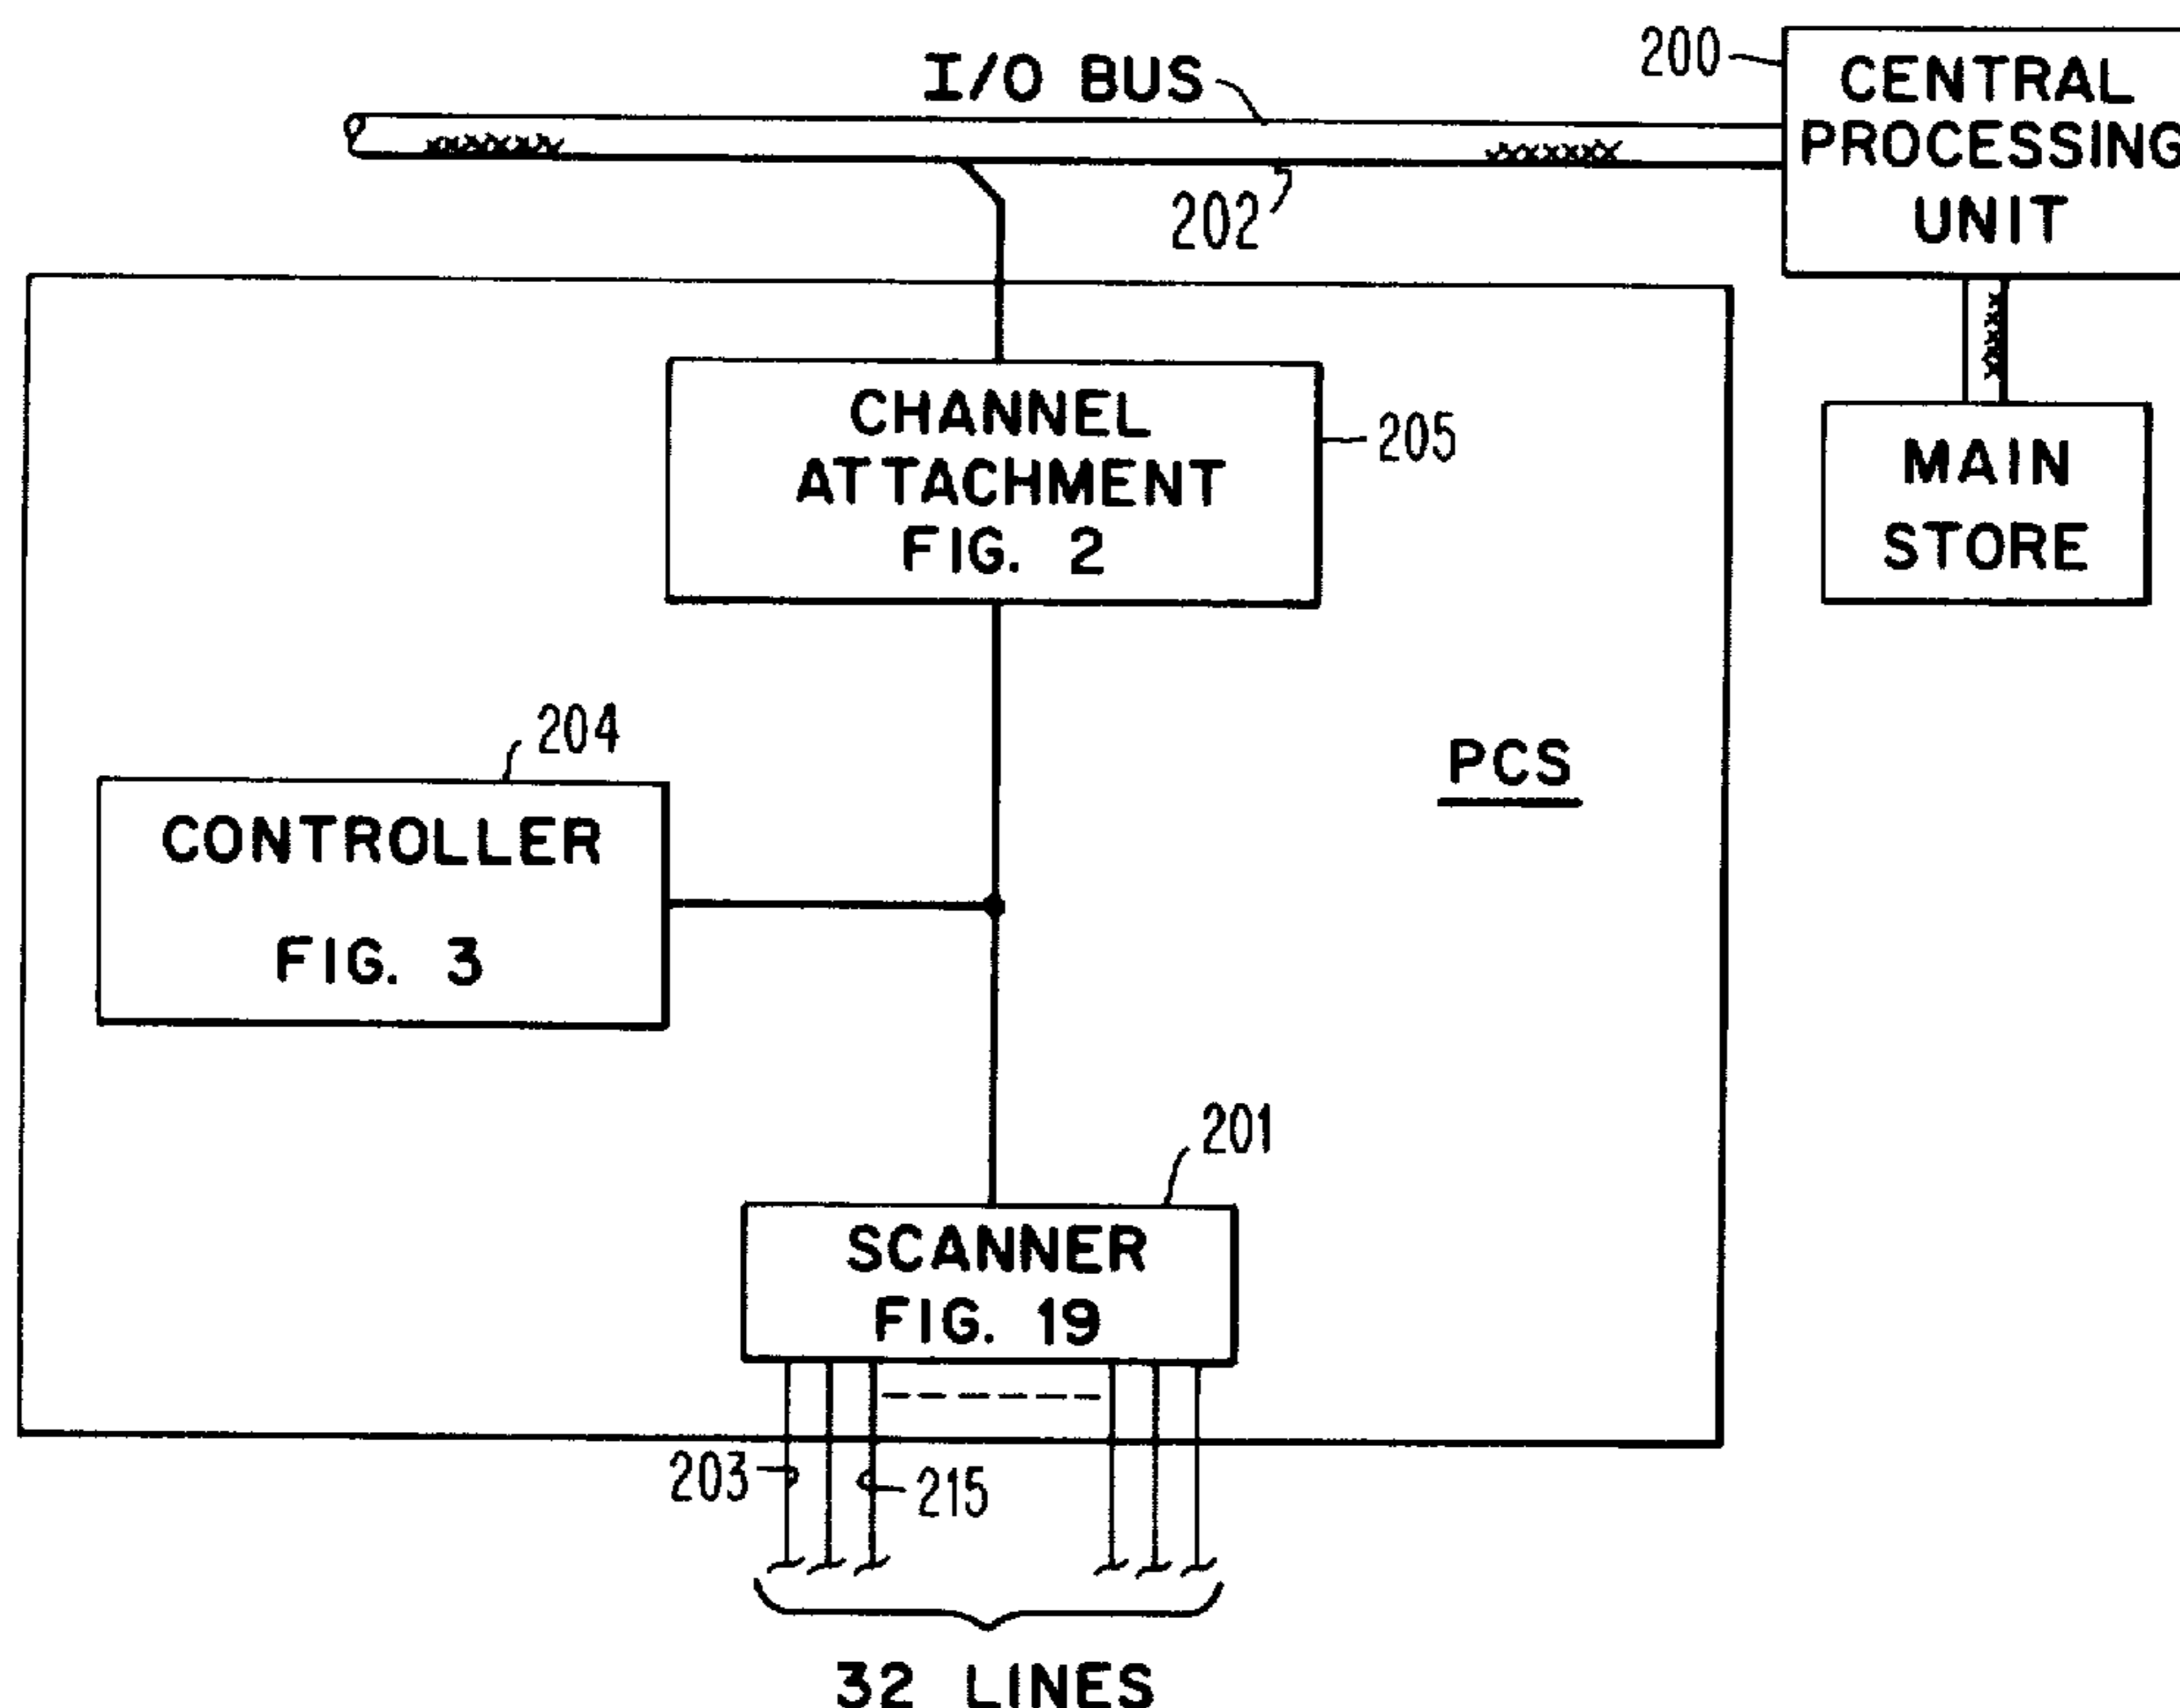 I/O BUS
200
CENTRAL
PROCESSING
UNIT
202
CHANNEL
ATTACHMENT
FIG. 2
205
MAIN
STORE
204
CONTROLLER
FIG. 3
PCS
201
SCANNER
FIG. 19
203
215
32 LINES